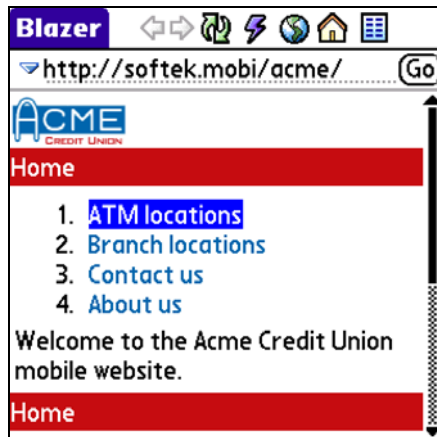 Blazer
http://softek.mobi/acme/ Go
ACME
CREDIT UNION
Home
1. ATM locations
2. Branch locations
3. Contact us
4. About us
Welcome to the Acme Credit Union
mobile website.
Home